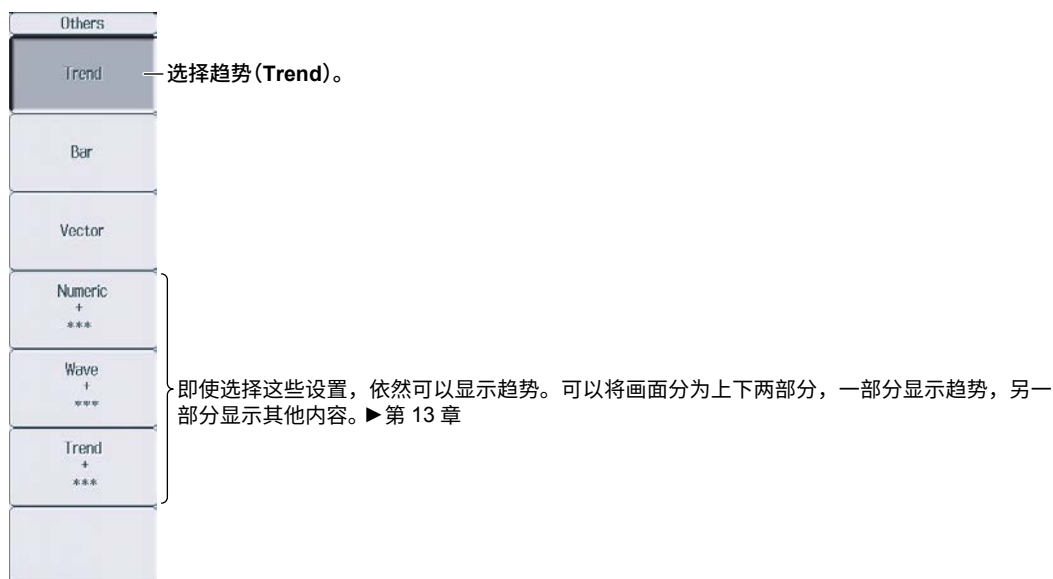 Others
Trend
选择趋势(Trend)。
Bar
Vector
Numeric
+
***
Wave
+
***
Trend
+
***
即使选择这些设置，依然可以显示趋势。可以将画面分为上下两部分，一部分显示趋势，另一
部分显示其他内容。►第 13 章